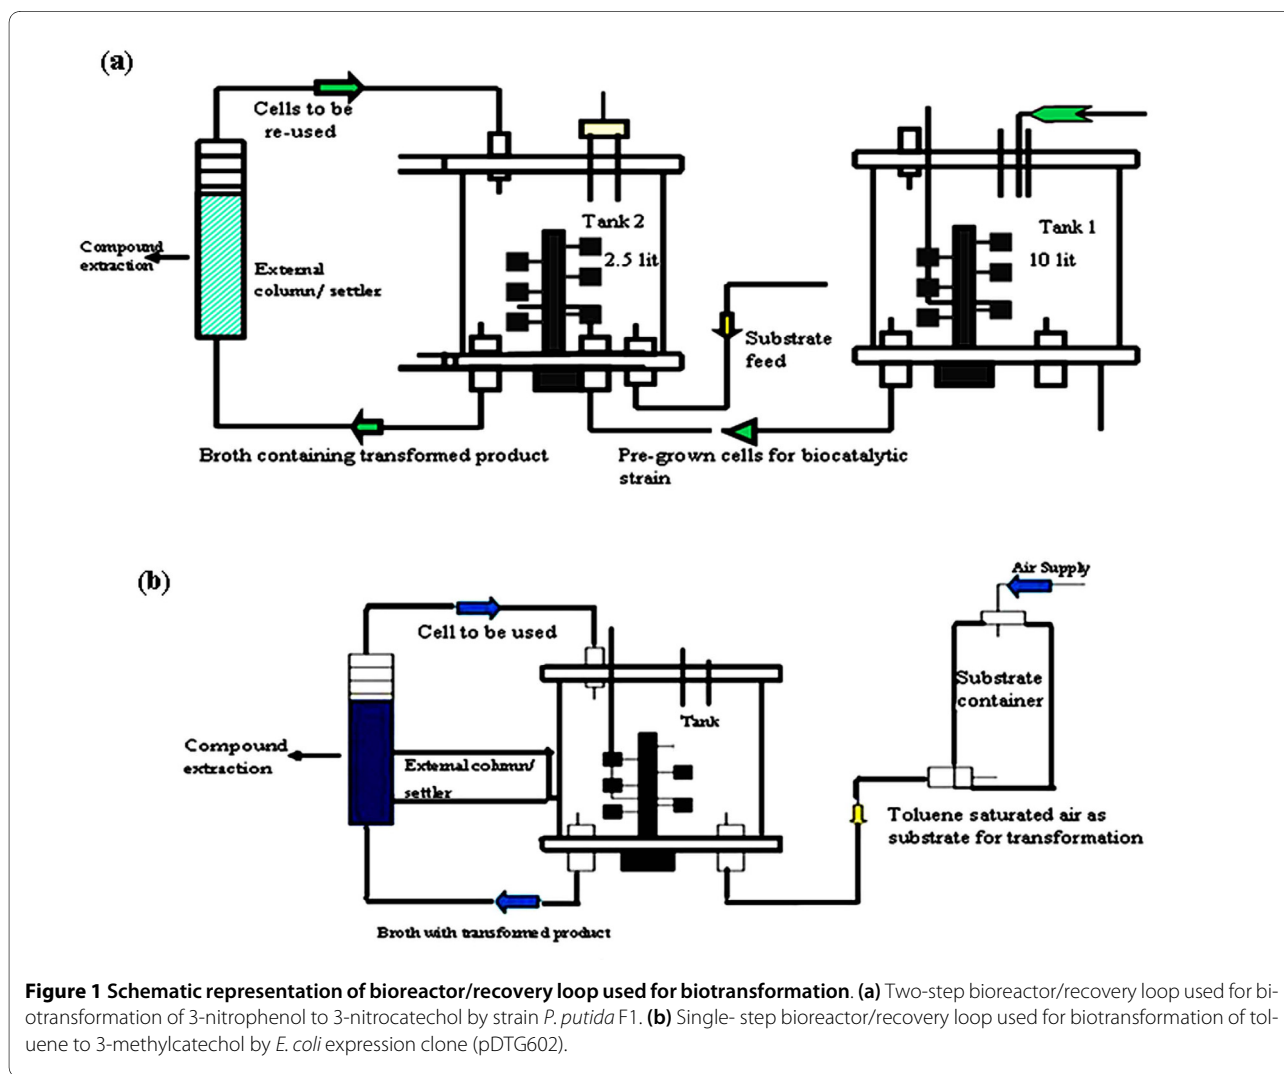 (a)
Cells to be
re-used
Tank 2
2.5 lit
Tank 1
10 lit
Compound
extraction
External
column/ settler
Substrate
feed
Broth containing transformed product
Pre-grown cells for biocatalytic
strain
(b)
Air Supply
Cell to be used
Substrate
container
Tank
Compound
extraction
External column/
settler
Toluene saturated air as
substrate for transformation
Broth with transformed product
Figure 1 Schematic representation of bioreactor/recovery loop used for biotransformation. (a) Two-step bioreactor/recovery loop used for bi-
otransformation of 3-nitrophenol to 3-nitrocatechol by strain P. putida F1. (b) Single- step bioreactor/recovery loop used for biotransformation of tol-
uene to 3-methylcatechol by E. coli expression clone (pDTG602).